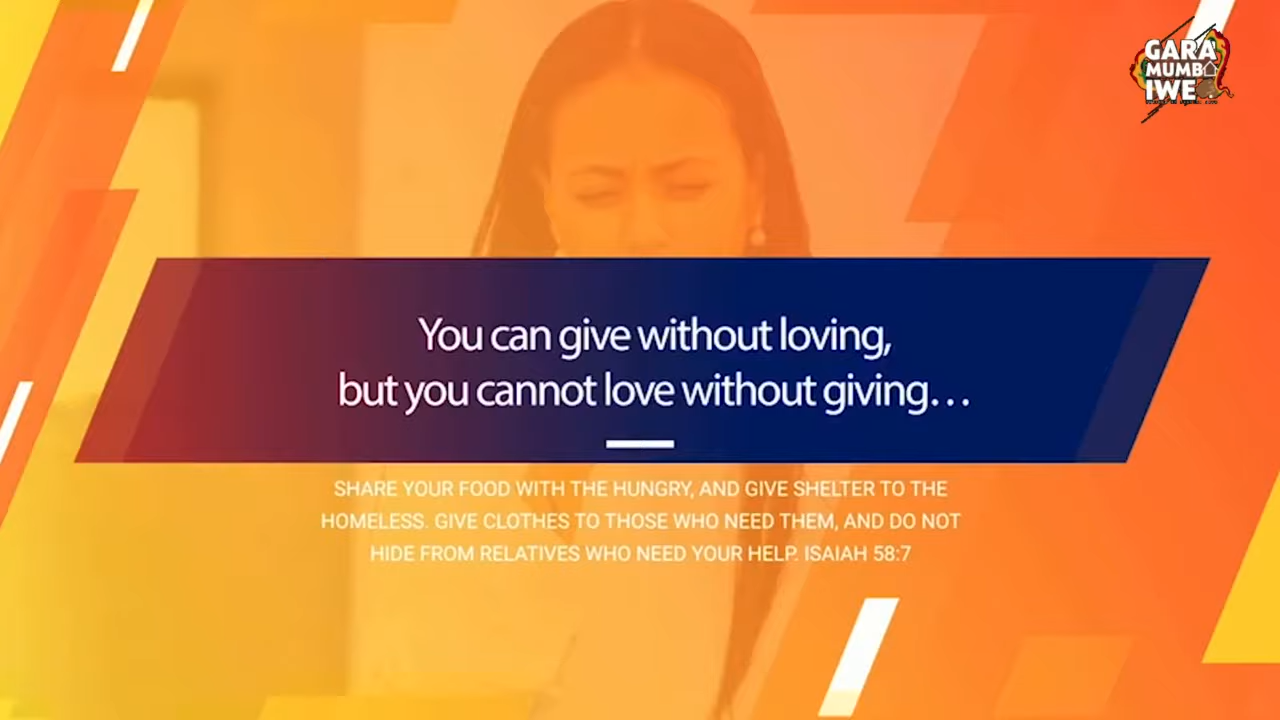 GARA
MUMBA
IWE
You can give without loving,
but you cannot love without giving…
SHARE YOUR FOOD WITH THE HUNGRY, AND GIVE SHELTER TO THE
HOMELESS. GIVE CLOTHES TO THOSE WHO NEED THEM, AND DO NOT
HIDE FROM RELATIVES WHO NEED YOUR HELP. ISAIAH 58:7